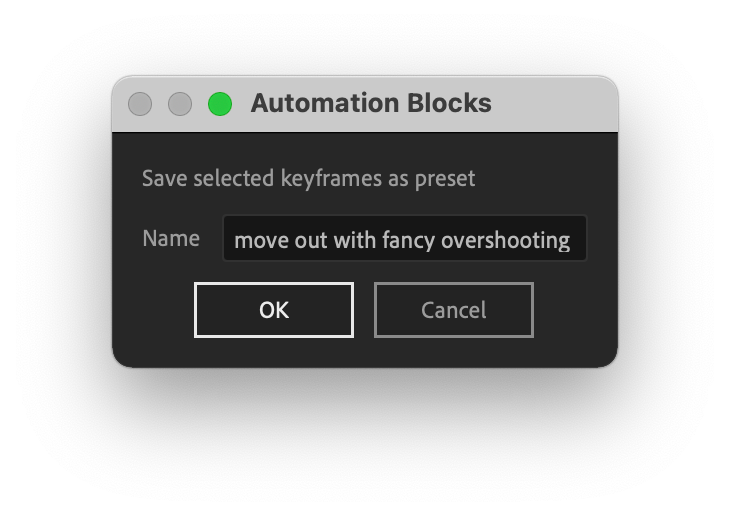 Automation Blocks
Save selected keyframes as preset
Name move out with fancy overshooting
OK Cancel